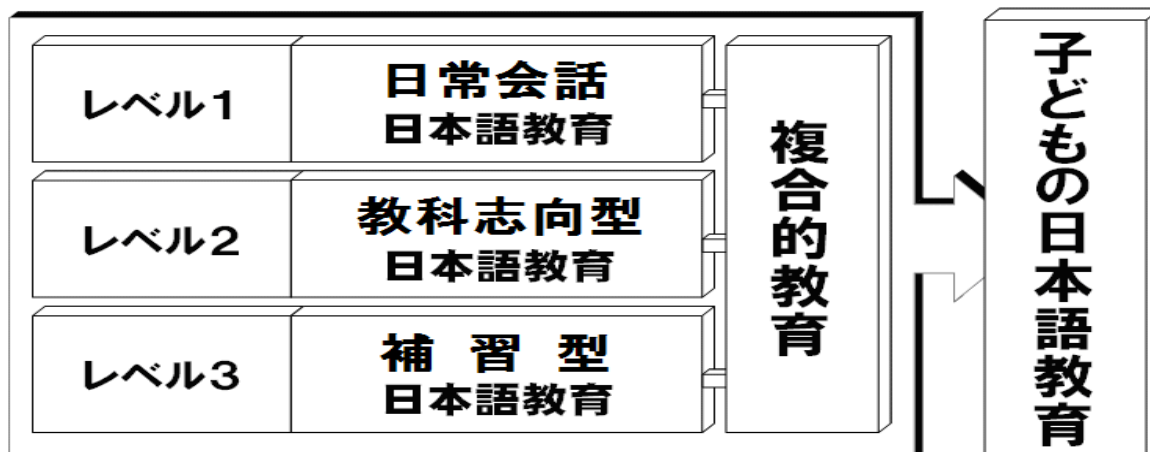 レベル1
日常会話
日本語教育
レベル2
教科志向型
日本語教育
レベル3
補習型
日本語教育
複合的教育
子どもの日本語教育